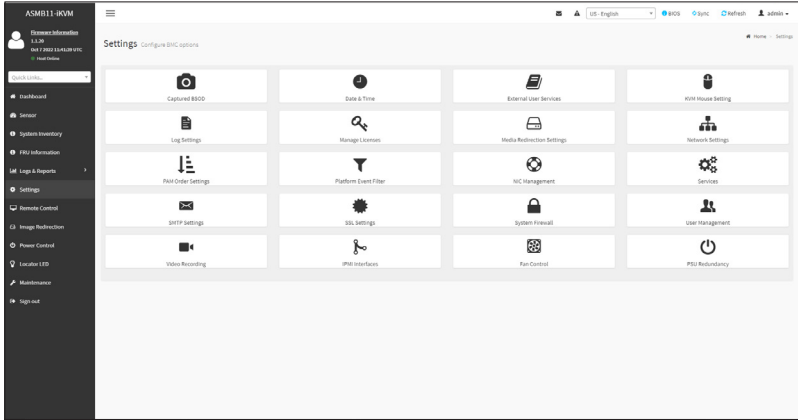 ASMB11-iKVM
US - English
BIOS
Sync
Refresh
admin
Firmware Information
1.1.20
Oct 7 2022 11:41:20 UTC
Host Online
Home
Settings
Settings Configure BMC options
Quick Links...
Dashboard
Sensor
System Inventory
FRU Information
Logs & Reports
Settings
Remote Control
Image Redirection
Power Control
Locator LED
Maintenance
Sign out
Captured BSOD
Date & Time
External User Services
KVM Mouse Setting
Log Settings
Manage Licenses
Media Redirection Settings
Network Settings
PAM Order Settings
Platform Event Filter
NIC Management
Services
SMTP Settings
SSL Settings
System Firewall
User Management
Video Recording
IPMI Interfaces
Fan Control
PSU Redundancy